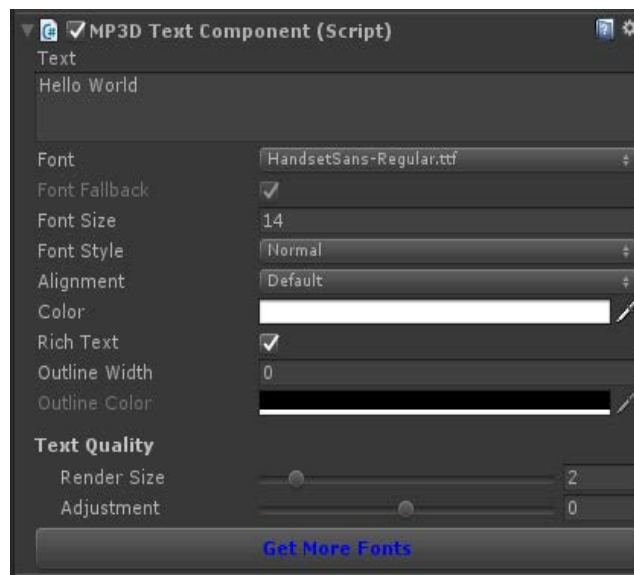 MP3D Text Component (Script)
Text
Hello World
Font HandsetSans-Regular.ttf
Font Fallback
Font Size 14
Font Style Normal
Alignment Default
Color
Rich Text
Outline Width 0
Outline Color
Text Quality
Render Size 2
Adjustment 0
Get More Fonts